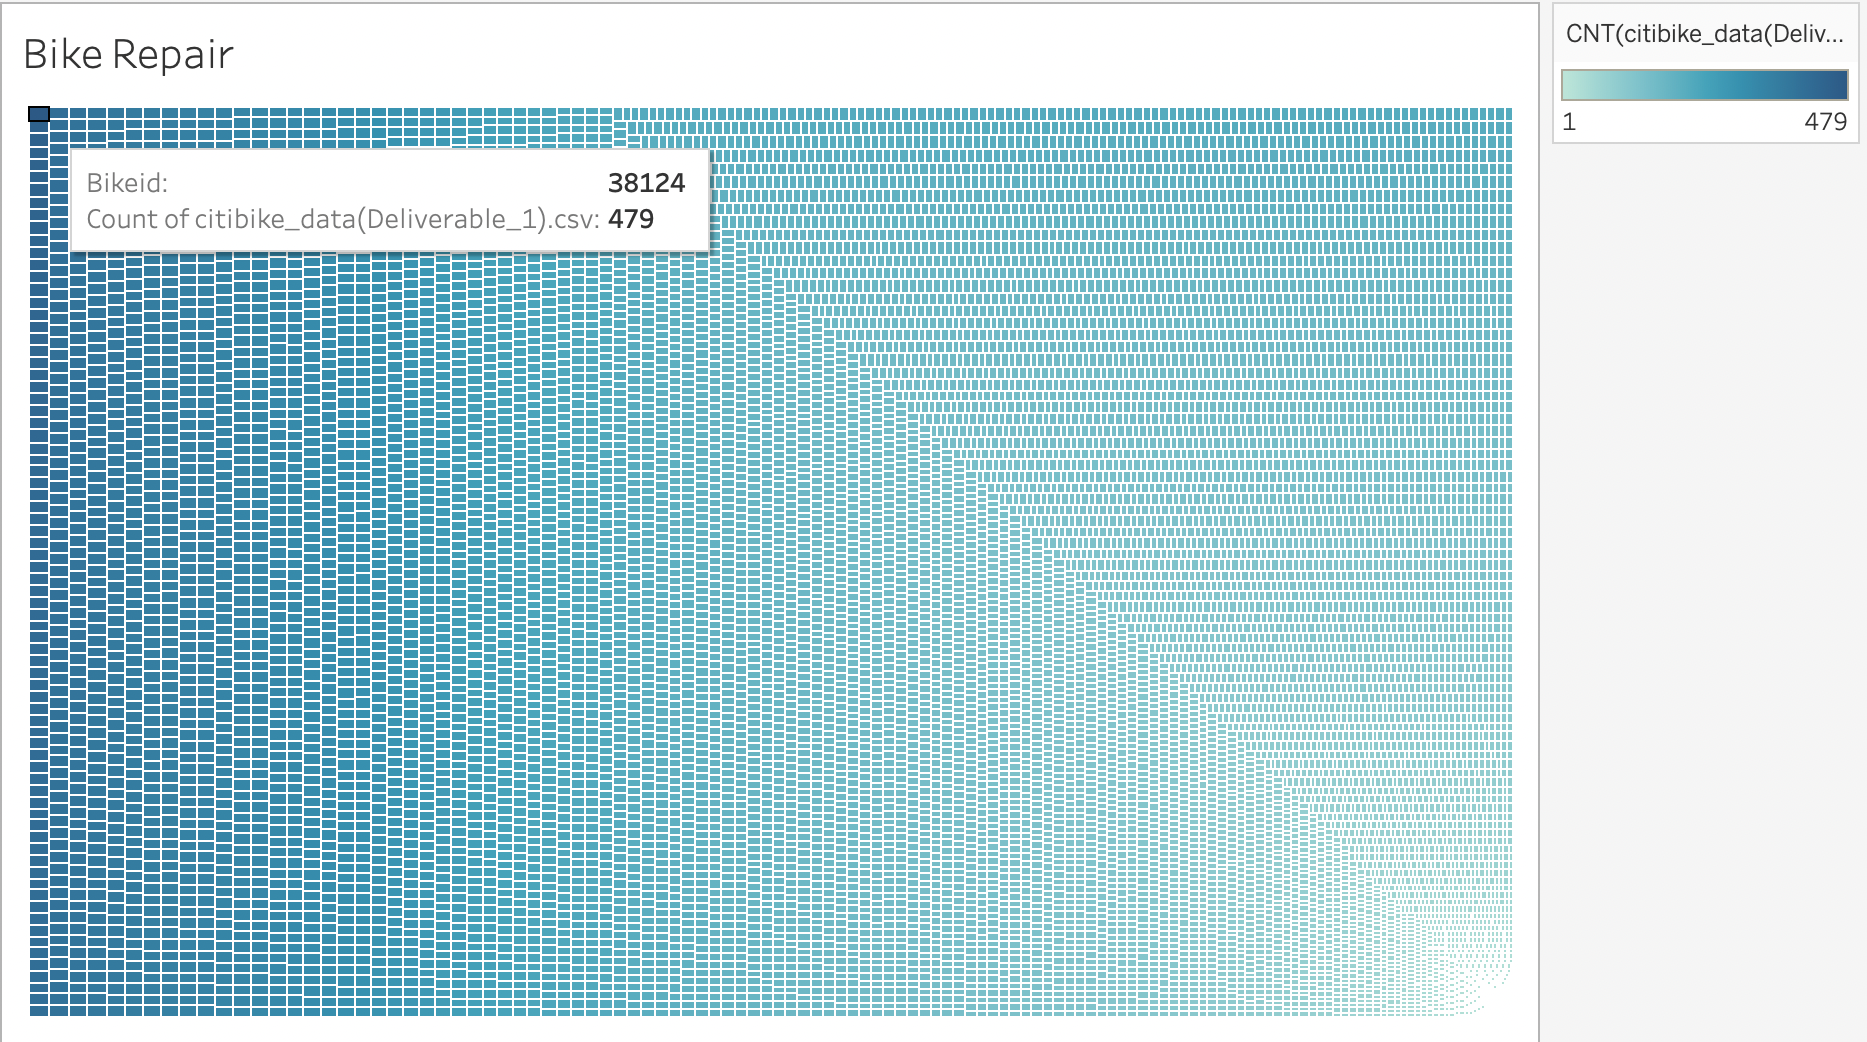 Bike Repair
Bikeid: 38124
Count of citibike_data(Deliverable_1).csv: 479
CNT(citibike_data(Deliv...
1 479